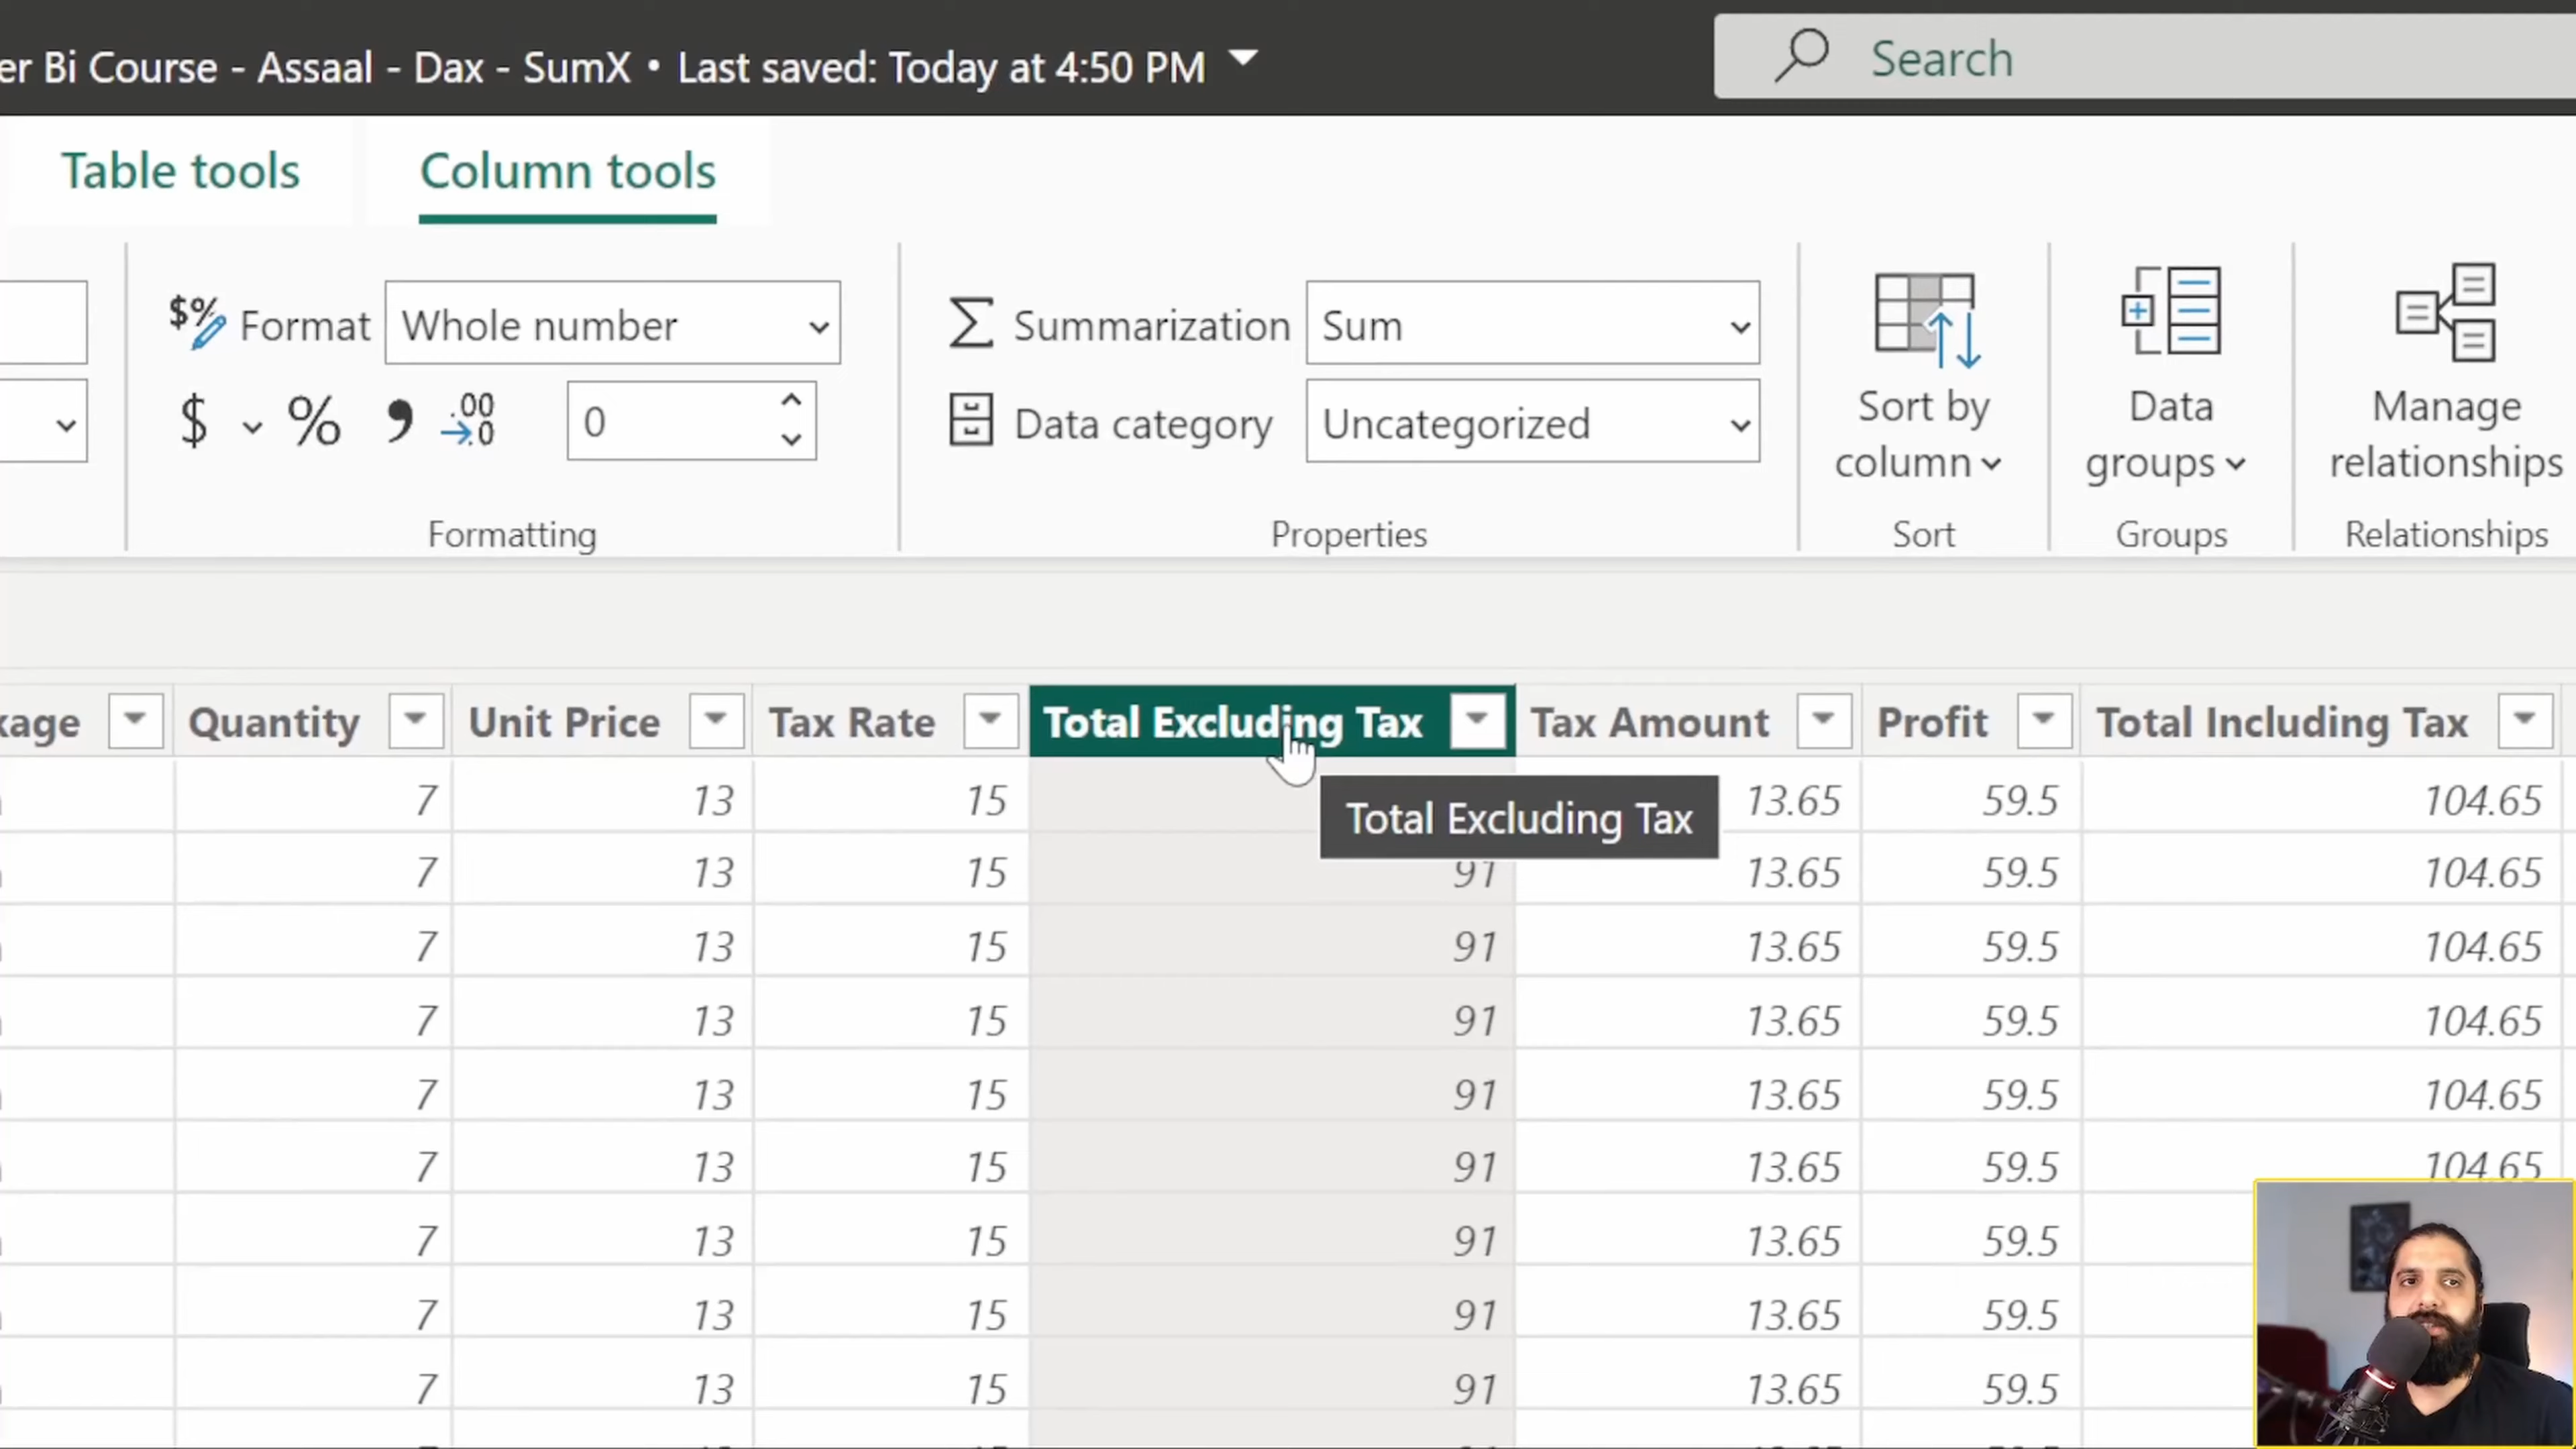 er Bi Course - Assaal - Dax - SumX • Last saved: Today at 4:50 PM
Search
Table tools
Column tools
Format
Whole number
Summarization
Sum
$ % , .00 .0
0
Data category
Uncategorized
Sort by column
Data groups
Manage relationships
Formatting
Properties
Sort
Groups
Relationships
kage Quantity Unit Price Tax Rate Total Excluding Tax Tax Amount Profit Total Including Tax
7 13 15 13.65 59.5 104.65
Total Excluding Tax
7 13 15 91 13.65 59.5 104.65
7 13 15 91 13.65 59.5 104.65
7 13 15 91 13.65 59.5 104.65
7 13 15 91 13.65 59.5 104.65
7 13 15 91 13.65 59.5 104.65
7 13 15 91 13.65 59.5
7 13 15 91 13.65 59.5
7 13 15 91 13.65 59.5